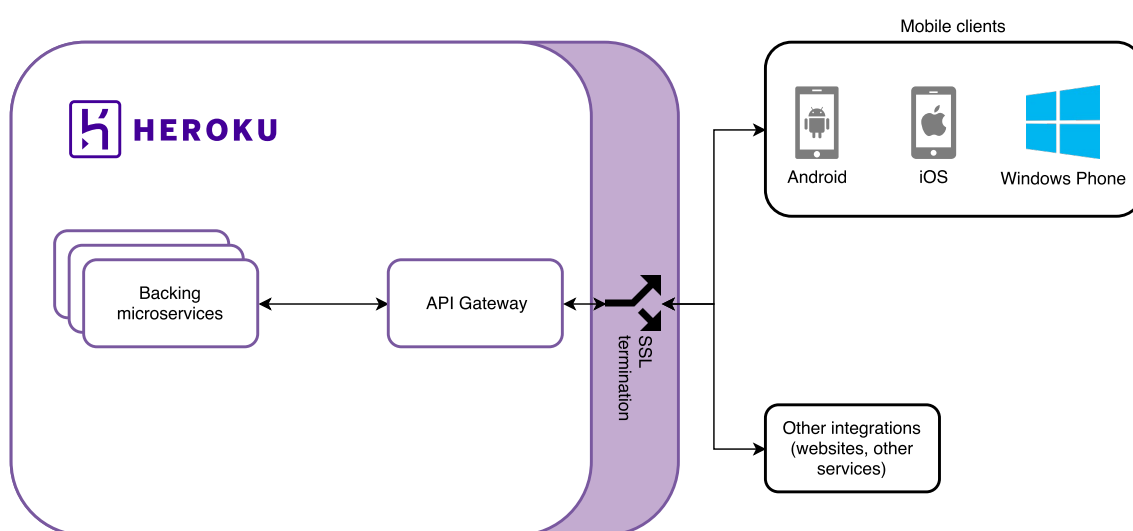 Mobile clients
HEROKU
Android
iOS
Windows Phone
Backing
microservices
API Gateway
SSL
termination
Other integrations
(websites, other
services)